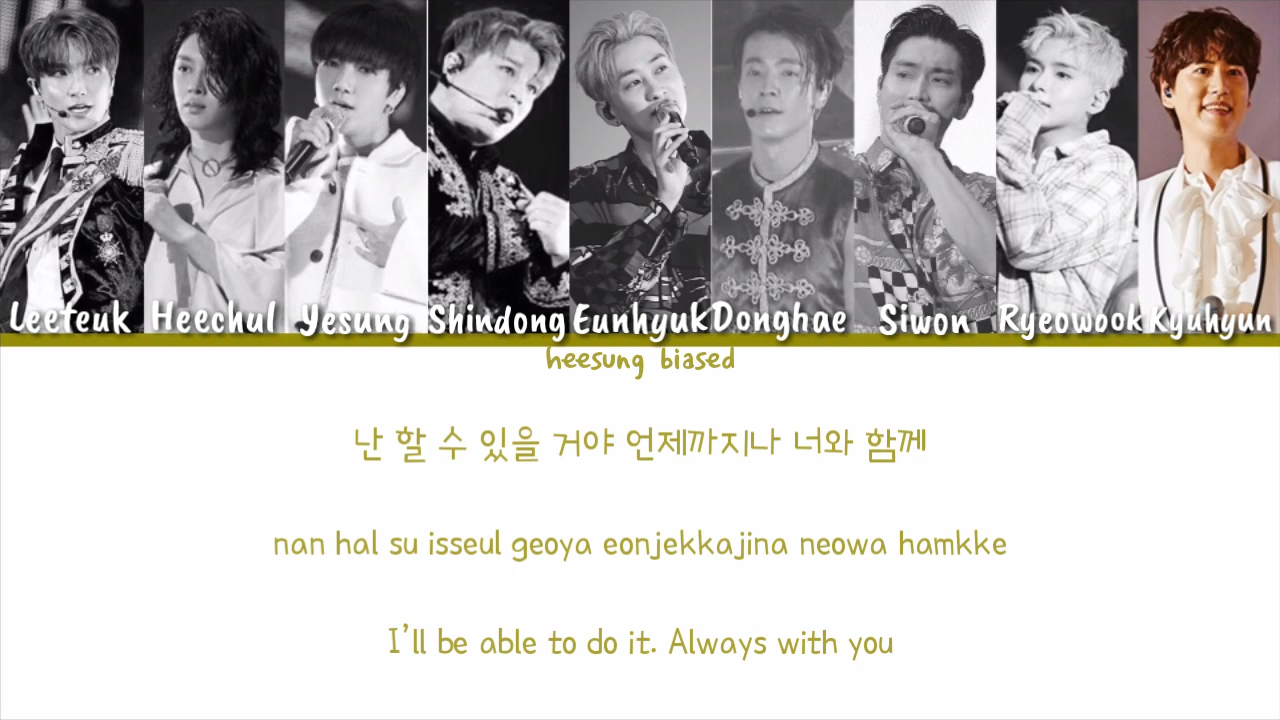 Leeteuk Heechul Yesung Shindong Eunhyuk Donghae Siwon Ryeowook Kyuhyun
heesung biased
난 할 수 있을 거야 언제까지나 너와 함께
nan hal su isseul geoya eonjekkajina neowa hamkke
I'll be able to do it. Always with you